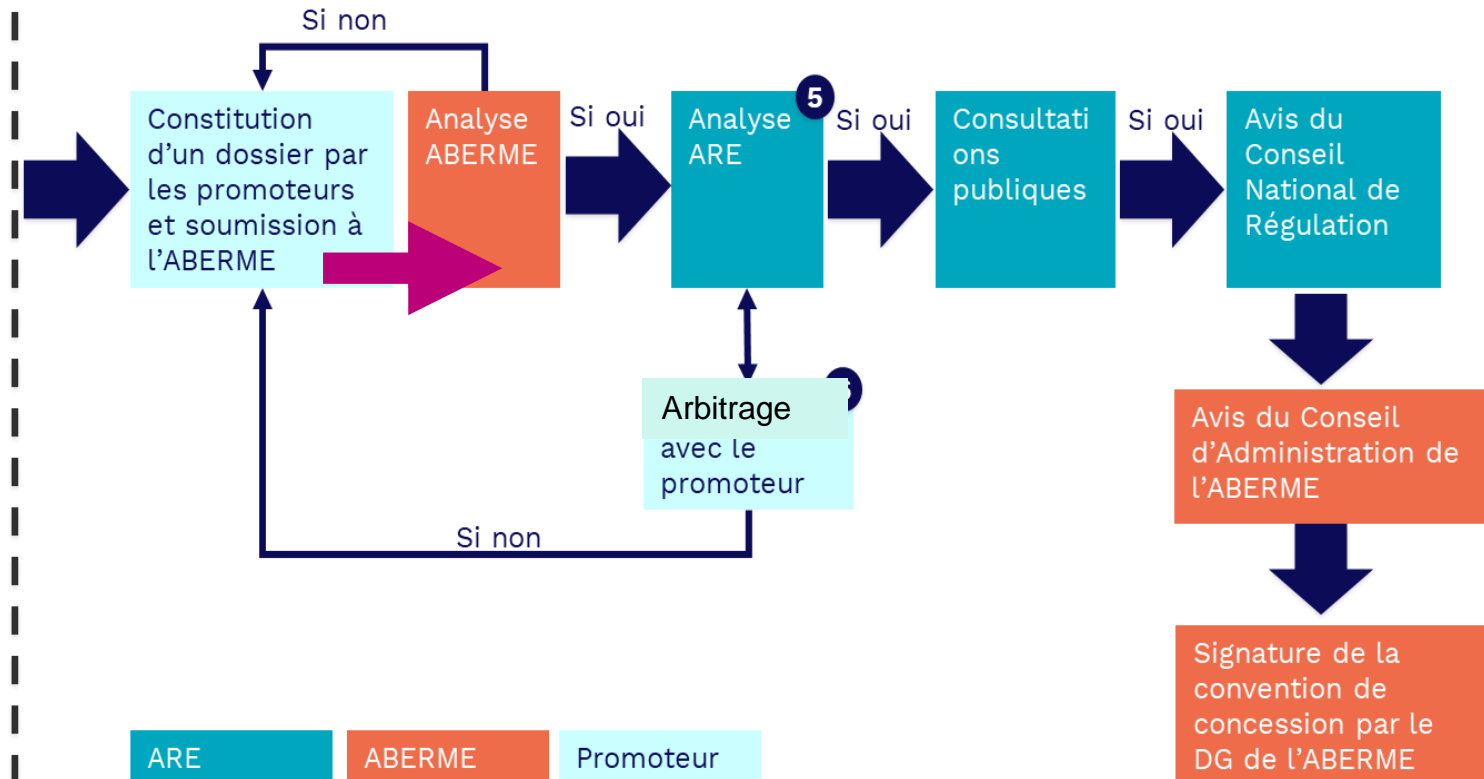 Si non
Constitution
d'un dossier par
les promoteurs
et soumission à
l'ABERME
Analyse
ABERME
Si oui
Analyse
ARE
5
Si oui
Consultati
ons
publiques
Si oui
Avis du
Conseil
National de
Régulation
Arbitrage
avec le
promoteur
Si non
Avis du Conseil
d'Administration de
l'ABERME
Signature de la
convention de
concession par le
DG de l'ABERME
ARE
ABERME
Promoteur